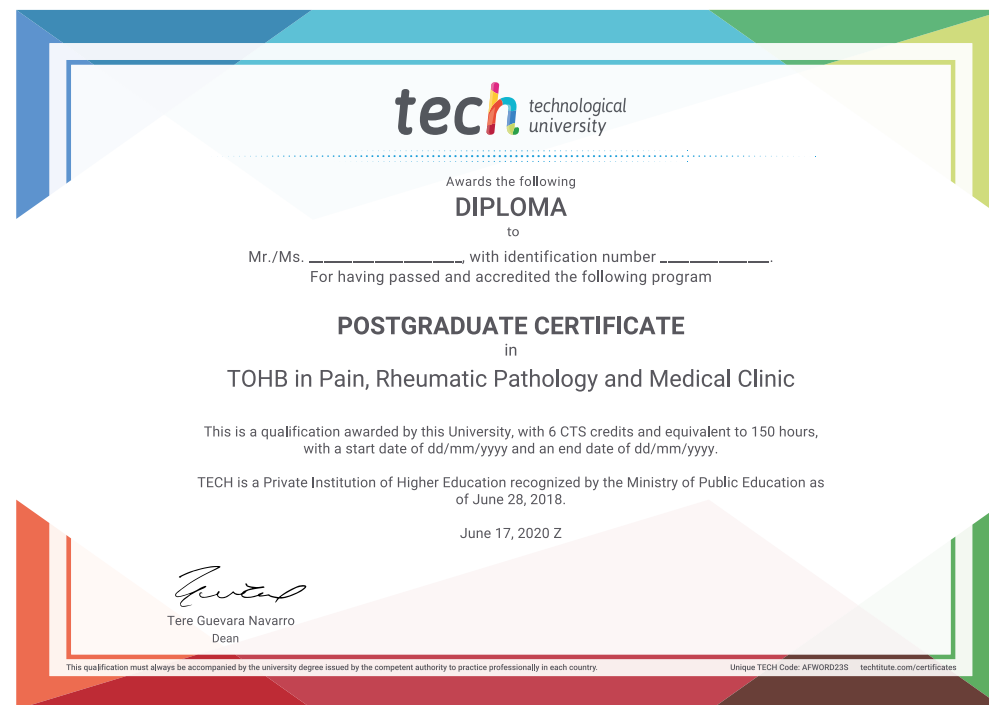 tech technological
university
Awards the following
DIPLOMA
to
Mr./Ms. _________________, with identification number ____________.
For having passed and accredited the following program
POSTGRADUATE CERTIFICATE
in
TOHB in Pain, Rheumatic Pathology and Medical Clinic
This is a qualification awarded by this University, with 6 CTS credits and equivalent to 150 hours,
with a start date of dd/mm/yyyy and an end date of dd/mm/yyyy.
TECH is a Private Institution of Higher Education recognized by the Ministry of Public Education as
of June 28, 2018.
June 17, 2020 Z
Tere Guevara Navarro
Dean
This qualification must always be accompanied by the university degree issued by the competent authority to practice professionally in each country.
Unique TECH Code: AFWORD23S techtitute.com/certificates